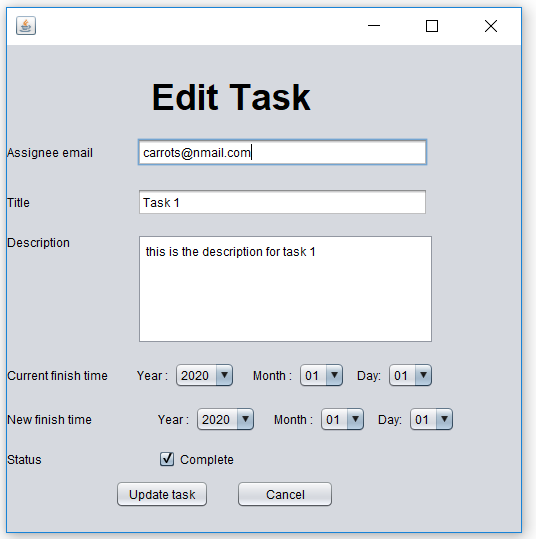 Edit Task
Assignee email carrots@nmail.com
Title Task 1
Description this is the description for task 1
Current finish time Year : 2020 Month : 01 Day: 01
New finish time Year : 2020 Month : 01 Day: 01
Status Complete
Update task Cancel